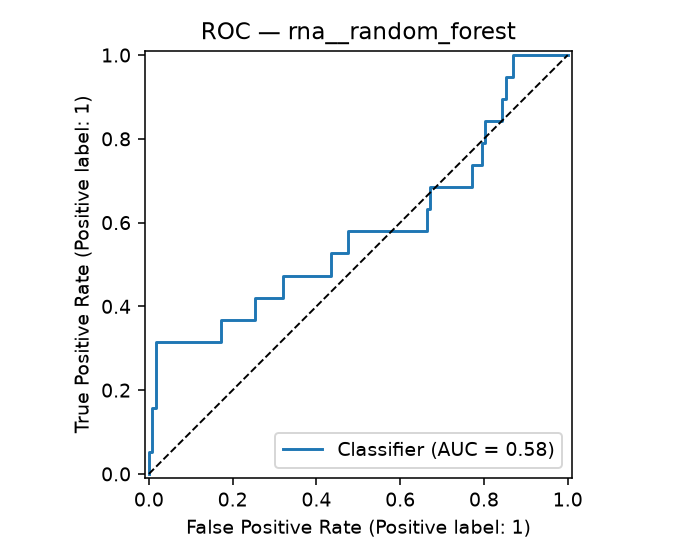 ROC — rna__random_forest
True Positive Rate (Positive label: 1)
1.0
0.8
0.6
0.4
0.2
0.0
Classifier (AUC = 0.58)
0.0 0.2 0.4 0.6 0.8 1.0
False Positive Rate (Positive label: 1)